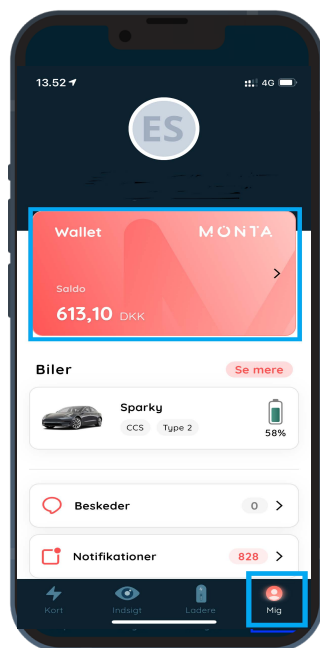 13.52 4G
ES
Wallet MONTA
Saldo
613,10 DKK
Biler Se mere
Sparky
CCS Type 2 58%
Beskeder 0
Notifikationer 828
Kort Indsigt Ladere Mig